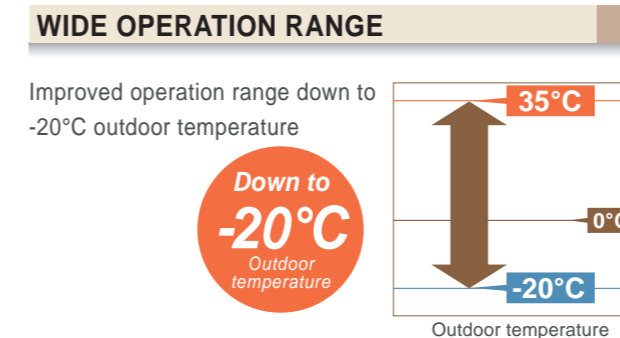 WIDE OPERATION RANGE
Improved operation range down to
-20°C outdoor temperature
Down to
-20°C
Outdoor
temperature
35°C
0°C
-20°C
Outdoor temperature